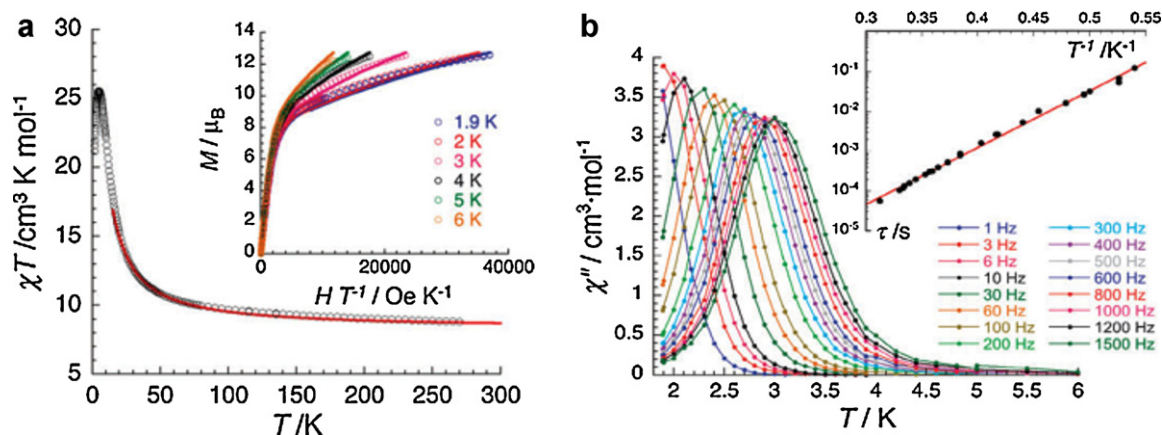 a
30
25
20
15
10
5
χT /cm³ K mol⁻¹
0 50 100 150 200 250 300
T/K
14
12
10
8
6
4
2
0
M / μB
1.9 K
2 K
3 K
4 K
5 K
6 K
0 20000 40000
H T⁻¹ / Oe K⁻¹
b
4
3.5
3
2.5
2
1.5
1
0.5
0
χ″ / cm³·mol⁻¹
2 2.5 3 3.5 4 4.5 5 5.5 6
T / K
0.3 0.35 0.4 0.45 0.5 0.55
T⁻¹ /K⁻¹
10⁻¹
10⁻²
10⁻³
10⁻⁴
10⁻⁵
τ / s
1 Hz 300 Hz
3 Hz 400 Hz
6 Hz 500 Hz
10 Hz 600 Hz
30 Hz 800 Hz
60 Hz 1000 Hz
100 Hz 1200 Hz
200 Hz 1500 Hz